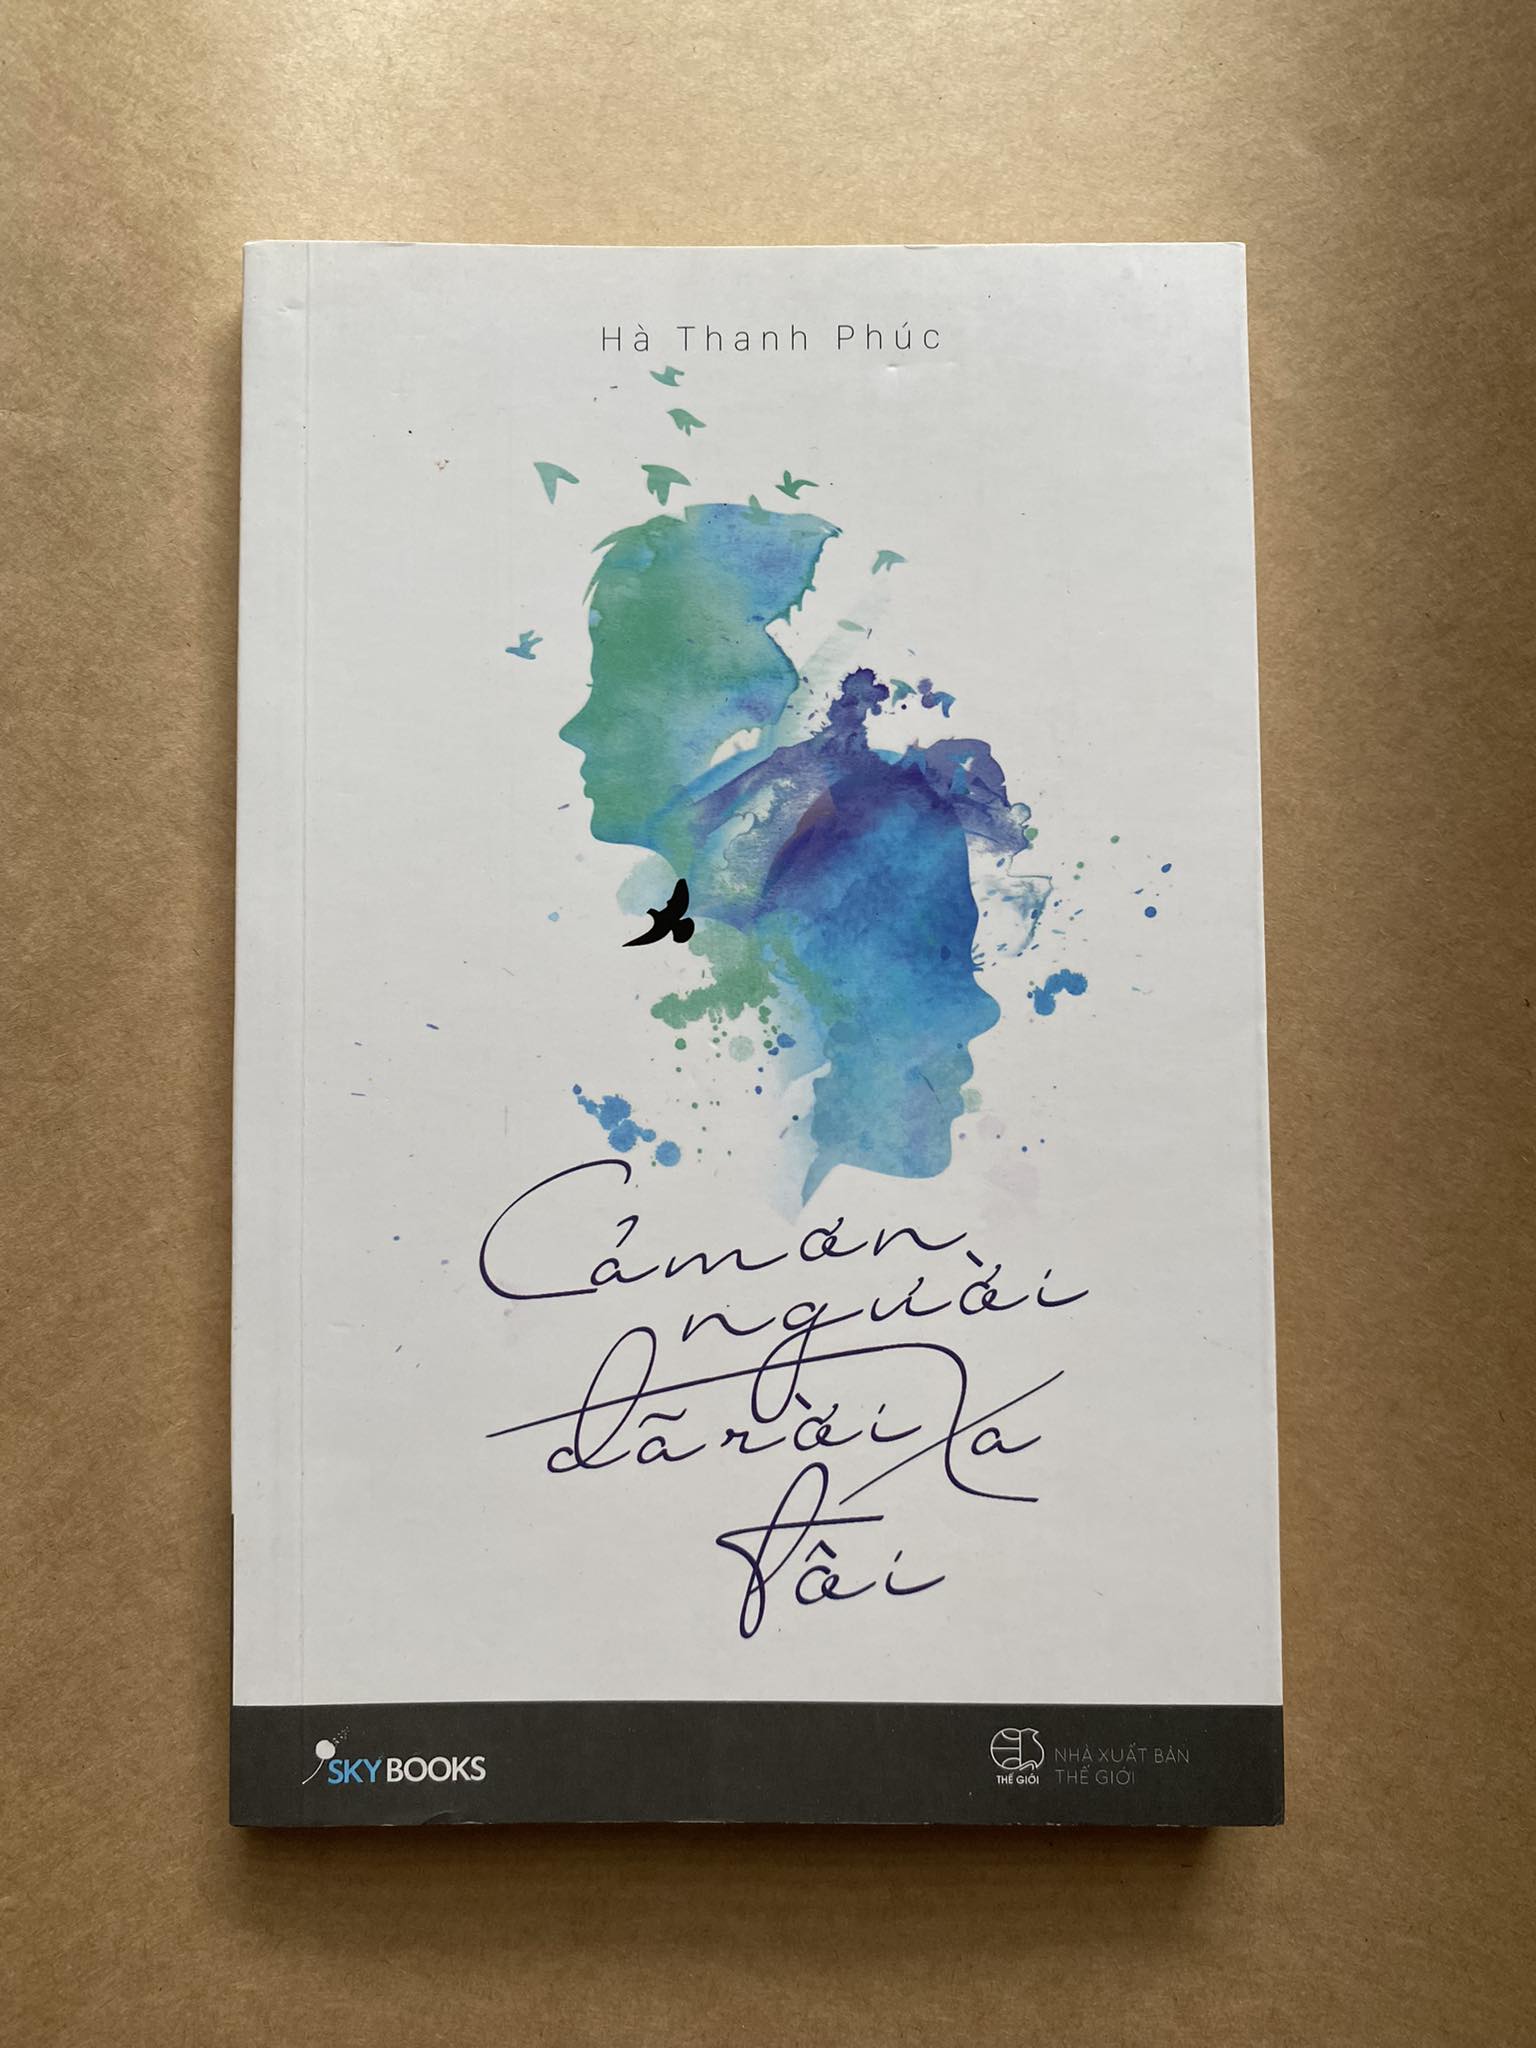 Hà Thanh Phúc
Cảm ơn
người
đã rời xa
tôi
SKYBOOKS
THẾ GIỚI
NHÀ XUẤT BẢN
THẾ GIỚI